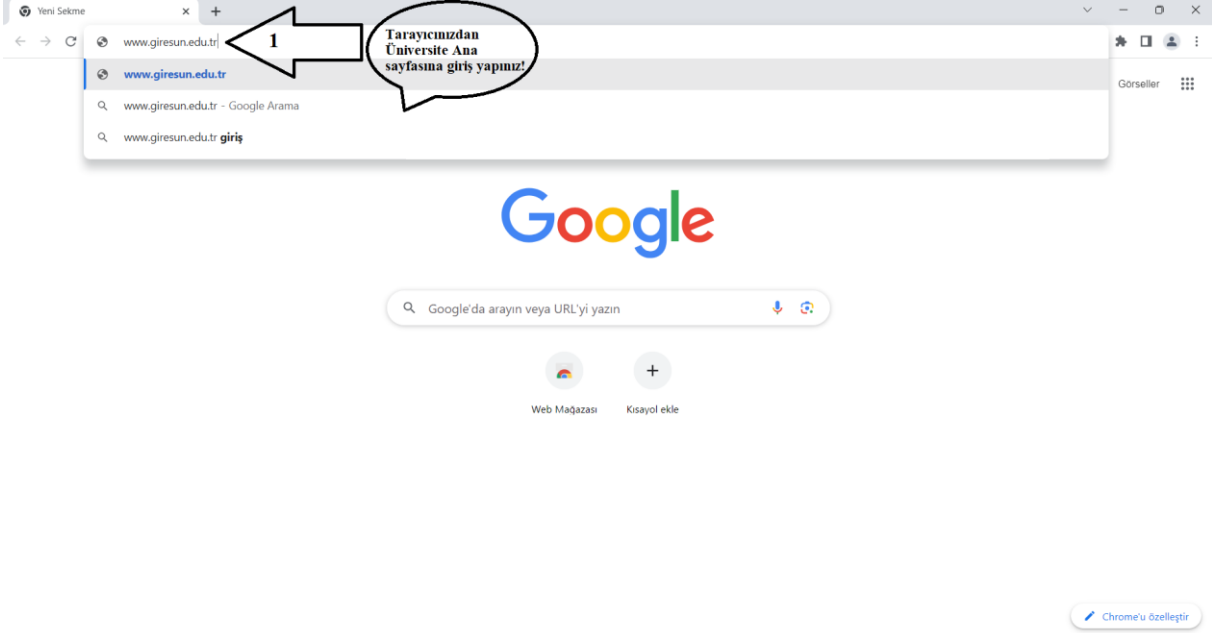 Yeni Sekme
www.giresun.edu.tr
1
Tarayıcınızdan
Üniversite Ana
sayfasına giriş yapınız!
www.giresun.edu.tr
www.giresun.edu.tr - Google Arama
www.giresun.edu.tr giriş
Görseller
Google
Google'da arayın veya URL'yi yazın
Web Mağazası
Kısayol ekle
Chrome'u özelleştir